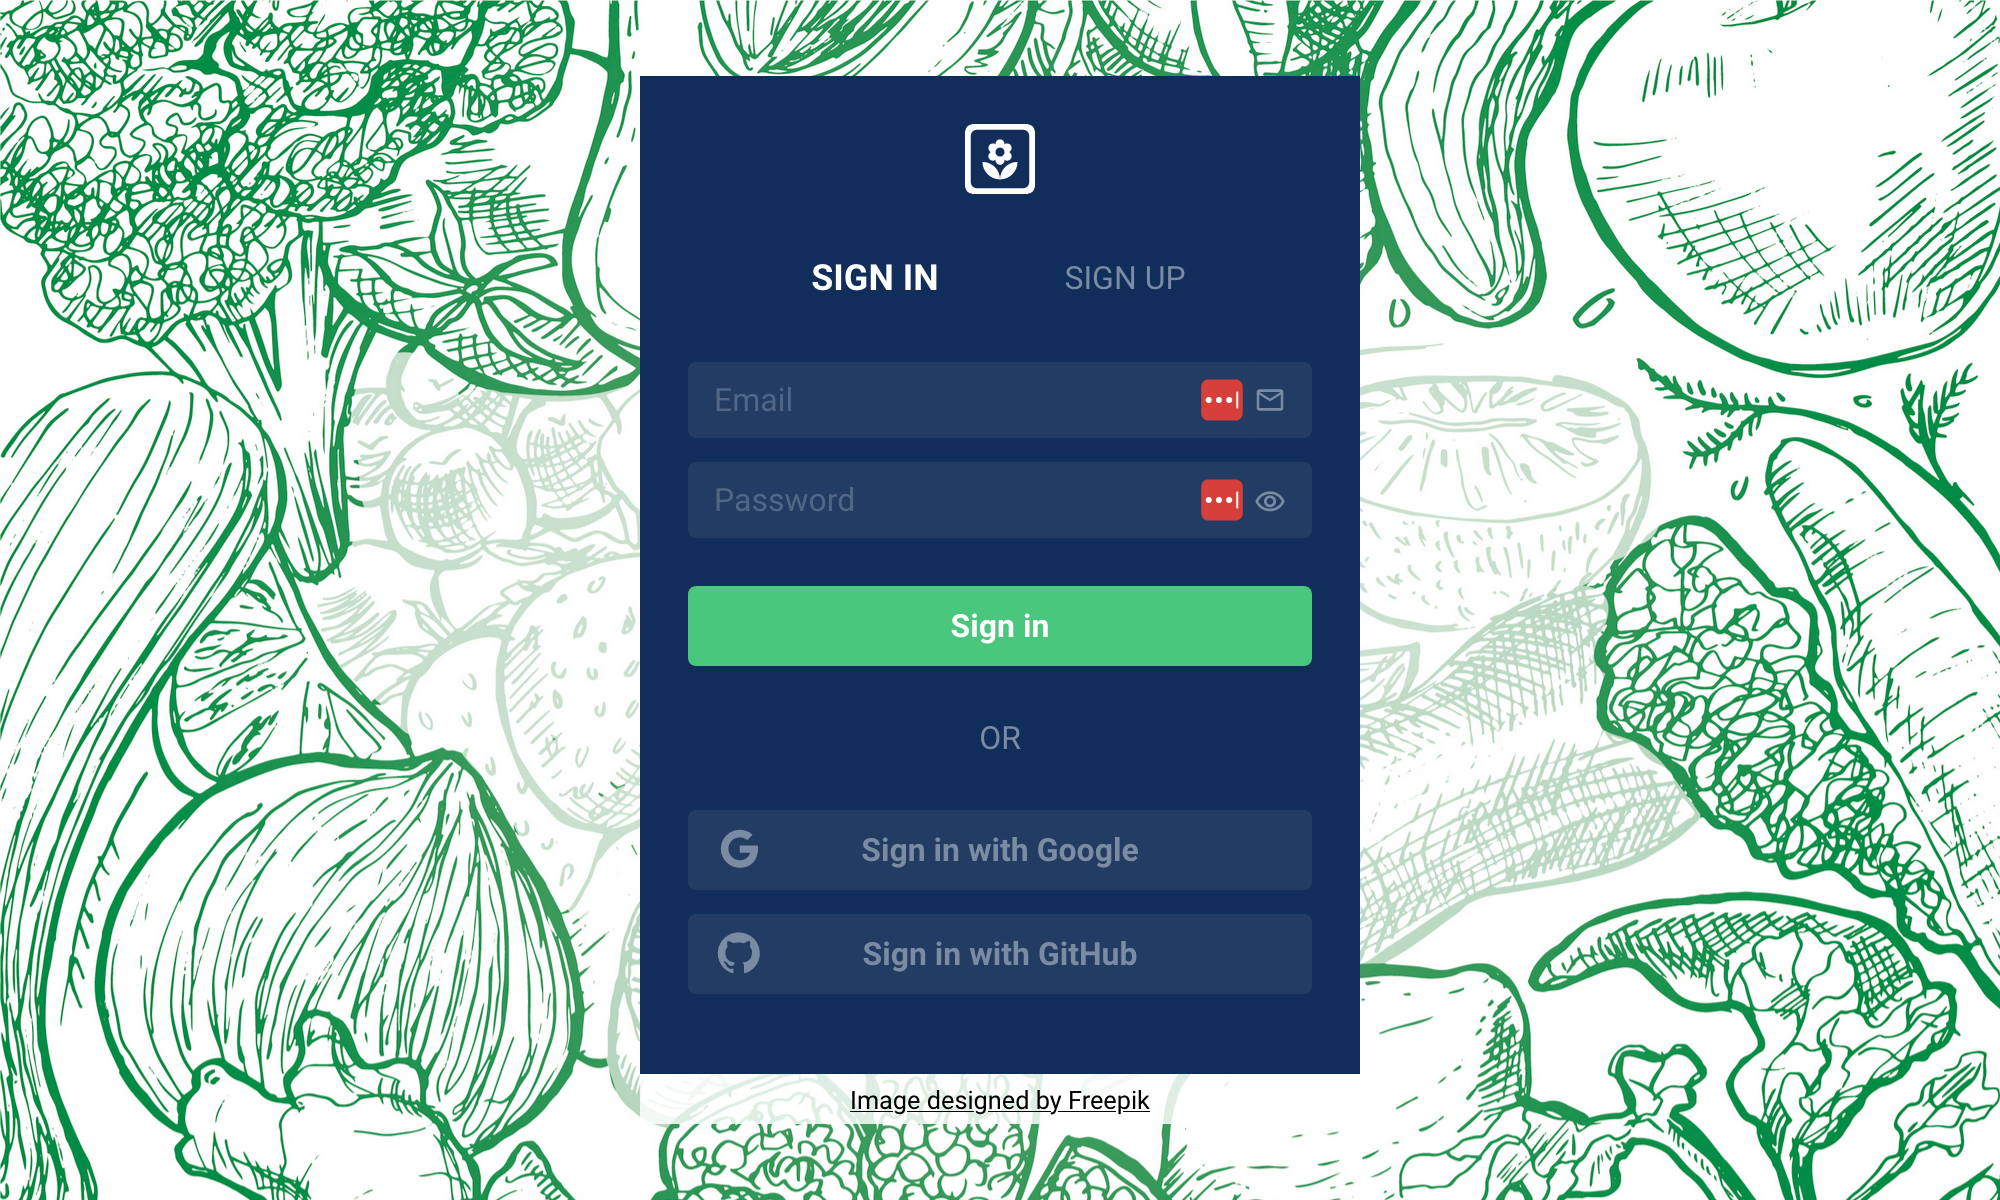 SIGN IN
SIGN UP
Email
Password
Sign in
OR
Sign in with Google
Sign in with GitHub
Image designed by Freepik